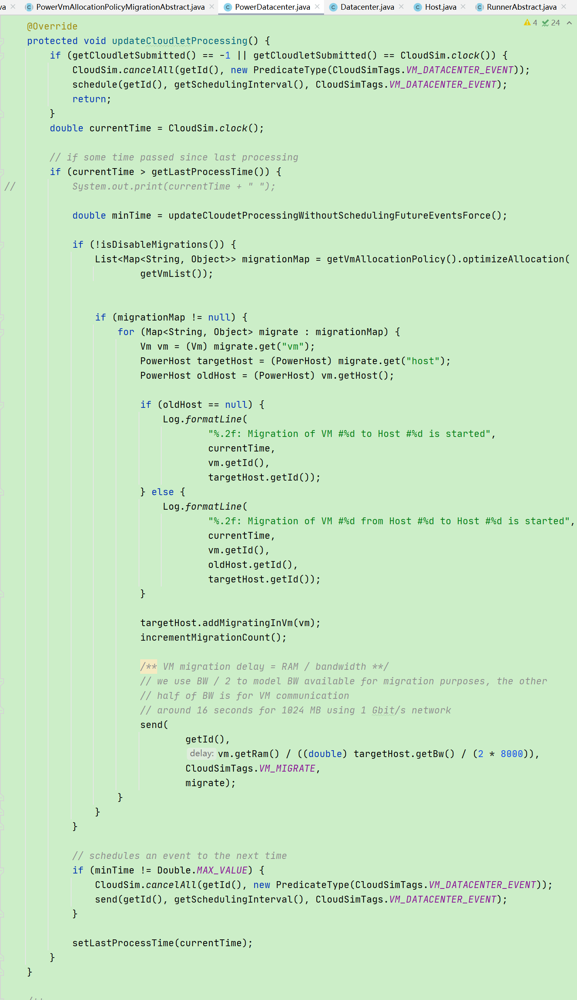 va
PowerVmAllocationPolicyMigrationAbstract.java
PowerDatacenter.java
Datacenter.java
Host.java
RunnerAbstract.java
4 24
@Override
protected void updateCloudletProcessing() {
    if (getCloudletSubmitted() == -1 || getCloudletSubmitted() == CloudSim.clock()) {
        CloudSim.cancelAll(getId(), new PredicateType(CloudSimTags.VM_DATACENTER_EVENT));
        schedule(getId(), getSchedulingInterval(), CloudSimTags.VM_DATACENTER_EVENT);
        return;
    }
    double currentTime = CloudSim.clock();
    // if some time passed since last processing
    if (currentTime > getLastProcessTime()) {
//      System.out.print(currentTime + " ");
        double minTime = updateCloudetProcessingWithoutSchedulingFutureEventsForce();
        if (!isDisableMigrations()) {
            List<Map<String, Object>> migrationMap = getVmAllocationPolicy().optimizeAllocation(
                    getVmList());
            if (migrationMap != null) {
                for (Map<String, Object> migrate : migrationMap) {
                    Vm vm = (Vm) migrate.get("vm");
                    PowerHost targetHost = (PowerHost) migrate.get("host");
                    PowerHost oldHost = (PowerHost) vm.getHost();
                    if (oldHost == null) {
                        Log.formatLine(
                                "%.2f: Migration of VM #%d to Host #%d is started",
                                currentTime,
                                vm.getId(),
                                targetHost.getId());
                    } else {
                        Log.formatLine(
                                "%.2f: Migration of VM #%d from Host #%d to Host #%d is started",
                                currentTime,
                                vm.getId(),
                                oldHost.getId(),
                                targetHost.getId());
                    }
                    targetHost.addMigratingInVm(vm);
                    incrementMigrationCount();
                    /** VM migration delay = RAM / bandwidth **/
                    // we use BW / 2 to model BW available for migration purposes, the other
                    // half of BW is for VM communication
                    // around 16 seconds for 1024 MB using 1 Gbit/s network
                    send(
                            getId(),
                            delay: vm.getRam() / ((double) targetHost.getBw() / (2 * 8000)),
                            CloudSimTags.VM_MIGRATE,
                            migrate);
                }
            }
        }
        // schedules an event to the next time
        if (minTime != Double.MAX_VALUE) {
            CloudSim.cancelAll(getId(), new PredicateType(CloudSimTags.VM_DATACENTER_EVENT));
            send(getId(), getSchedulingInterval(), CloudSimTags.VM_DATACENTER_EVENT);
        }
        setLastProcessTime(currentTime);
    }
}